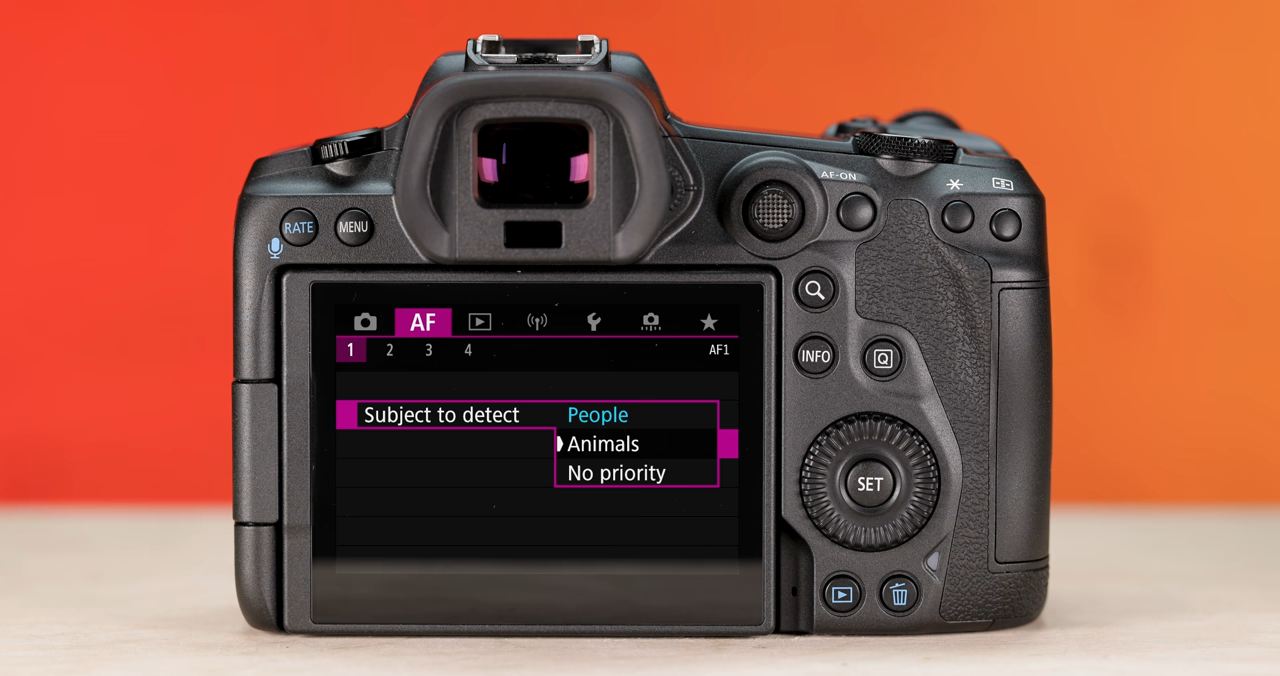 AF-ON
RATE
MENU
AF
1 2 3 4 AF1
Subject to detect People
Animals
No priority
INFO
Q
SET